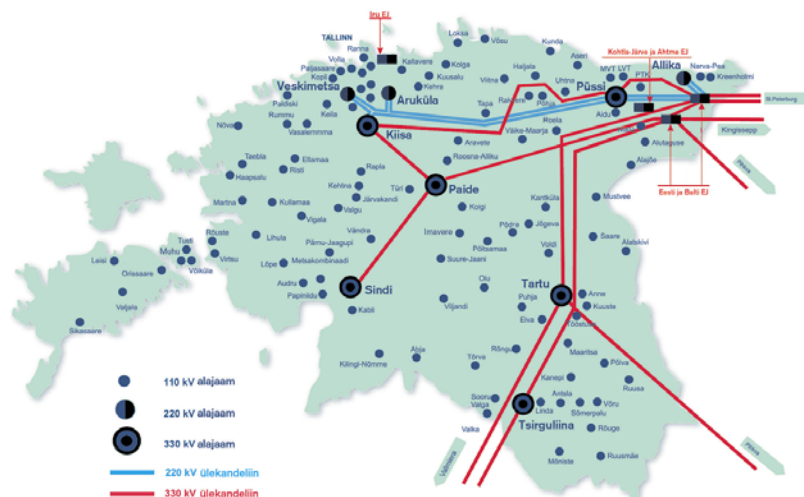 Iru EJ
Loksa
Võsu
Kunda
TALLINN
Ranna
Aseri
Kohtla-Järve ja Ahtme EJ
Volla
Kallavere
Kolga
Haljala
MVT
LVT
Allika
Narva-Jõe
Paljassaare
Kopli
Kuusalu
Viitna
Uhtna
Püssi
PTK
Kreenholmi
Kehra
Veskimetsa
Aruküla
Rakvere
Põlula
St.Peterburg
Paldiski
Keila
Tapa
Roela
Aidu
Rummu
Nõva
Vasalemma
Kiisa
Väike-Maarja
Kingissepp
Aravete
Alutaguse
Taebla
Ellamaa
Rapla
Roosna-Alliku
Alajõe
Pihkva
Haapsalu
Risti
Kehtna
Türi
Paide
Eesti ja Balti EJ
Martna
Kullamaa
Järvakandi
Valgu
Koigi
Kantküla
Mustvee
Vigala
Rõuste
Tusti
Muhu
Lihula
Pärnu-Jaagupi
Vändra
Imavere
Põdra
Jõgeva
Saare
Põltsamaa
Voldi
Alatskivi
Leisi
Virtsu
Metsakombinaadi
Suure-Jaani
Orissaare
Võiküla
Lõpe
Audru
Sindi
Oiu
Tartu
Valjala
Papiniidu
Puhja
Anne
Kabli
Viljandi
Kuuste
Sikassaare
Elva
Tööstuse
Abja
Rõngu
Maaritsa
Kilingi-Nõmme
Tõrva
Põlva
Kanepi
Ruusa
110 kV alajaam
Sooru
Valga
Antsla
Linda
Võru
Sõmerpalu
220 kV alajaam
Valka
Tsirguliina
Rõuge
330 kV alajaam
Valmiera
Mõniste
Ruusmäe
Pihkva
220 kV ülekandeliin
330 kV ülekandeliin